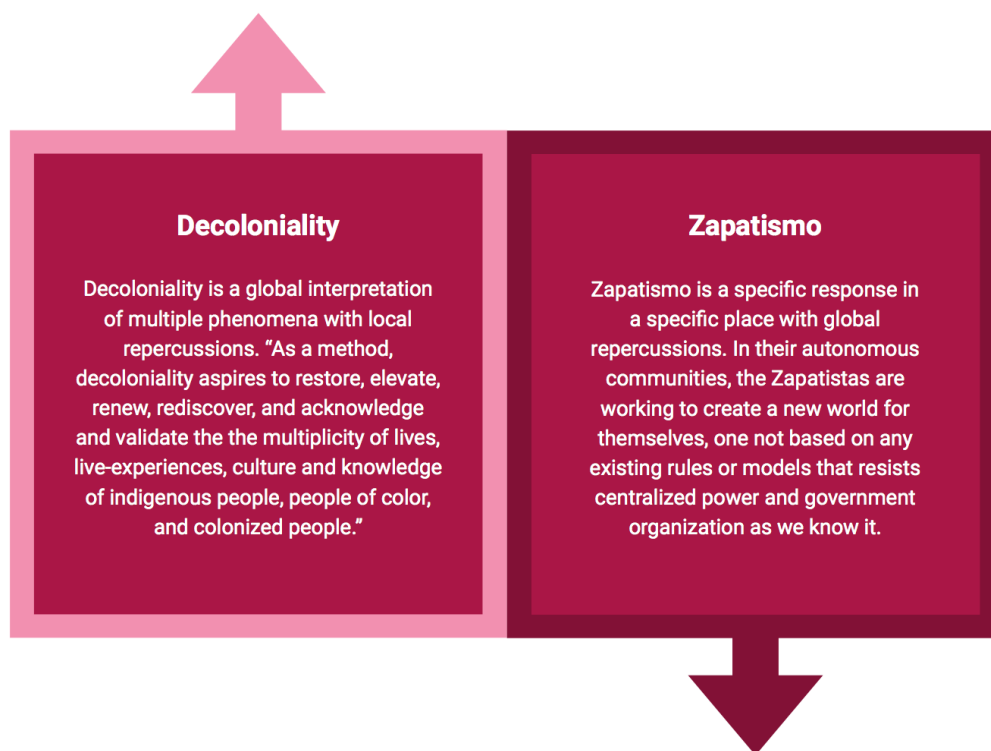 Decoloniality
Decoloniality is a global interpretation
of multiple phenomena with local
repercussions. “As a method,
decoloniality aspires to restore, elevate,
renew, rediscover, and acknowledge
and validate the the multiplicity of lives,
live-experiences, culture and knowledge
of indigenous people, people of color,
and colonized people.”
Zapatismo
Zapatismo is a specific response in
a specific place with global
repercussions. In their autonomous
communities, the Zapatistas are
working to create a new world for
themselves, one not based on any
existing rules or models that resists
centralized power and government
organization as we know it.